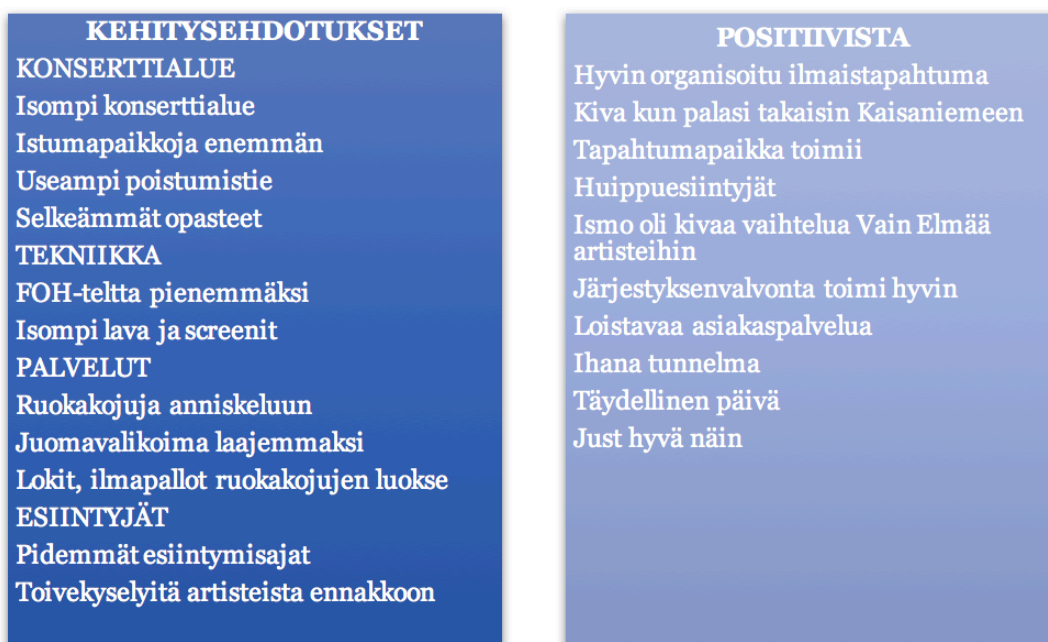 KEHITYSEHDOTUKSET
KONSERTTIALUE
Isompi konserttialue
Istumapaikkoja enemmän
Useampi poistumistie
Selkeämmät opasteet
TEKNIIKKA
FOH-teltta pienemmäksi
Isompi lava ja screenit
PALVELUT
Ruokakojuja anniskeluun
Juomavalikoima laajemmaksi
Lokit, ilmapallot ruokakojujen luokse
ESIINTYJÄT
Pidemmät esiintymisajat
Toivekyselyitä artisteista ennakkoon
POSITIIVISTA
Hyvin organisoitu ilmaistapahtuma
Kiva kun palasi takaisin Kaisaniemeen
Tapahtumapaikka toimii
Huippuesiintyjät
Ismo oli kivaa vaihtelua Vain Elmää
artisteihin
Järjestyksenvalvonta toimi hyvin
Loistavaa asiakaspalvelua
Ihana tunnelma
Täydellinen päivä
Just hyvä näin